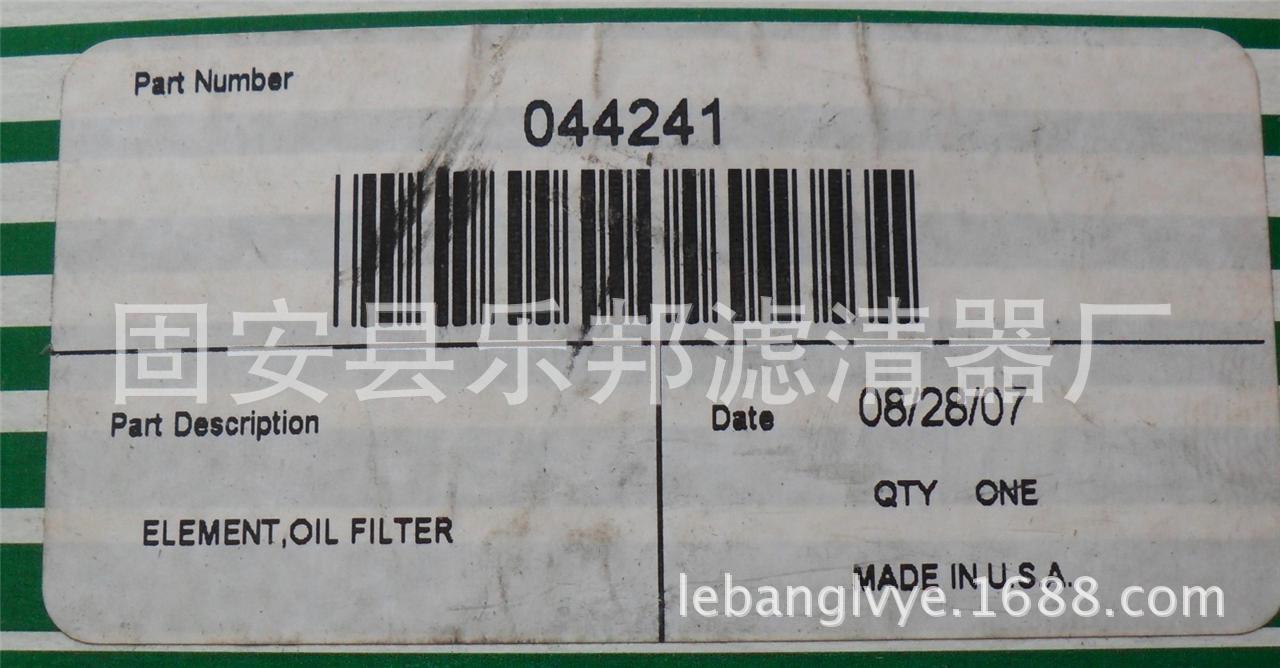 Part Number
044241
固安县乐邦滤清器厂
Part Description
Date 08/28/07
QTY ONE
ELEMENT,OIL FILTER
MADE IN U.S.A.
lebanglvye.1688.com